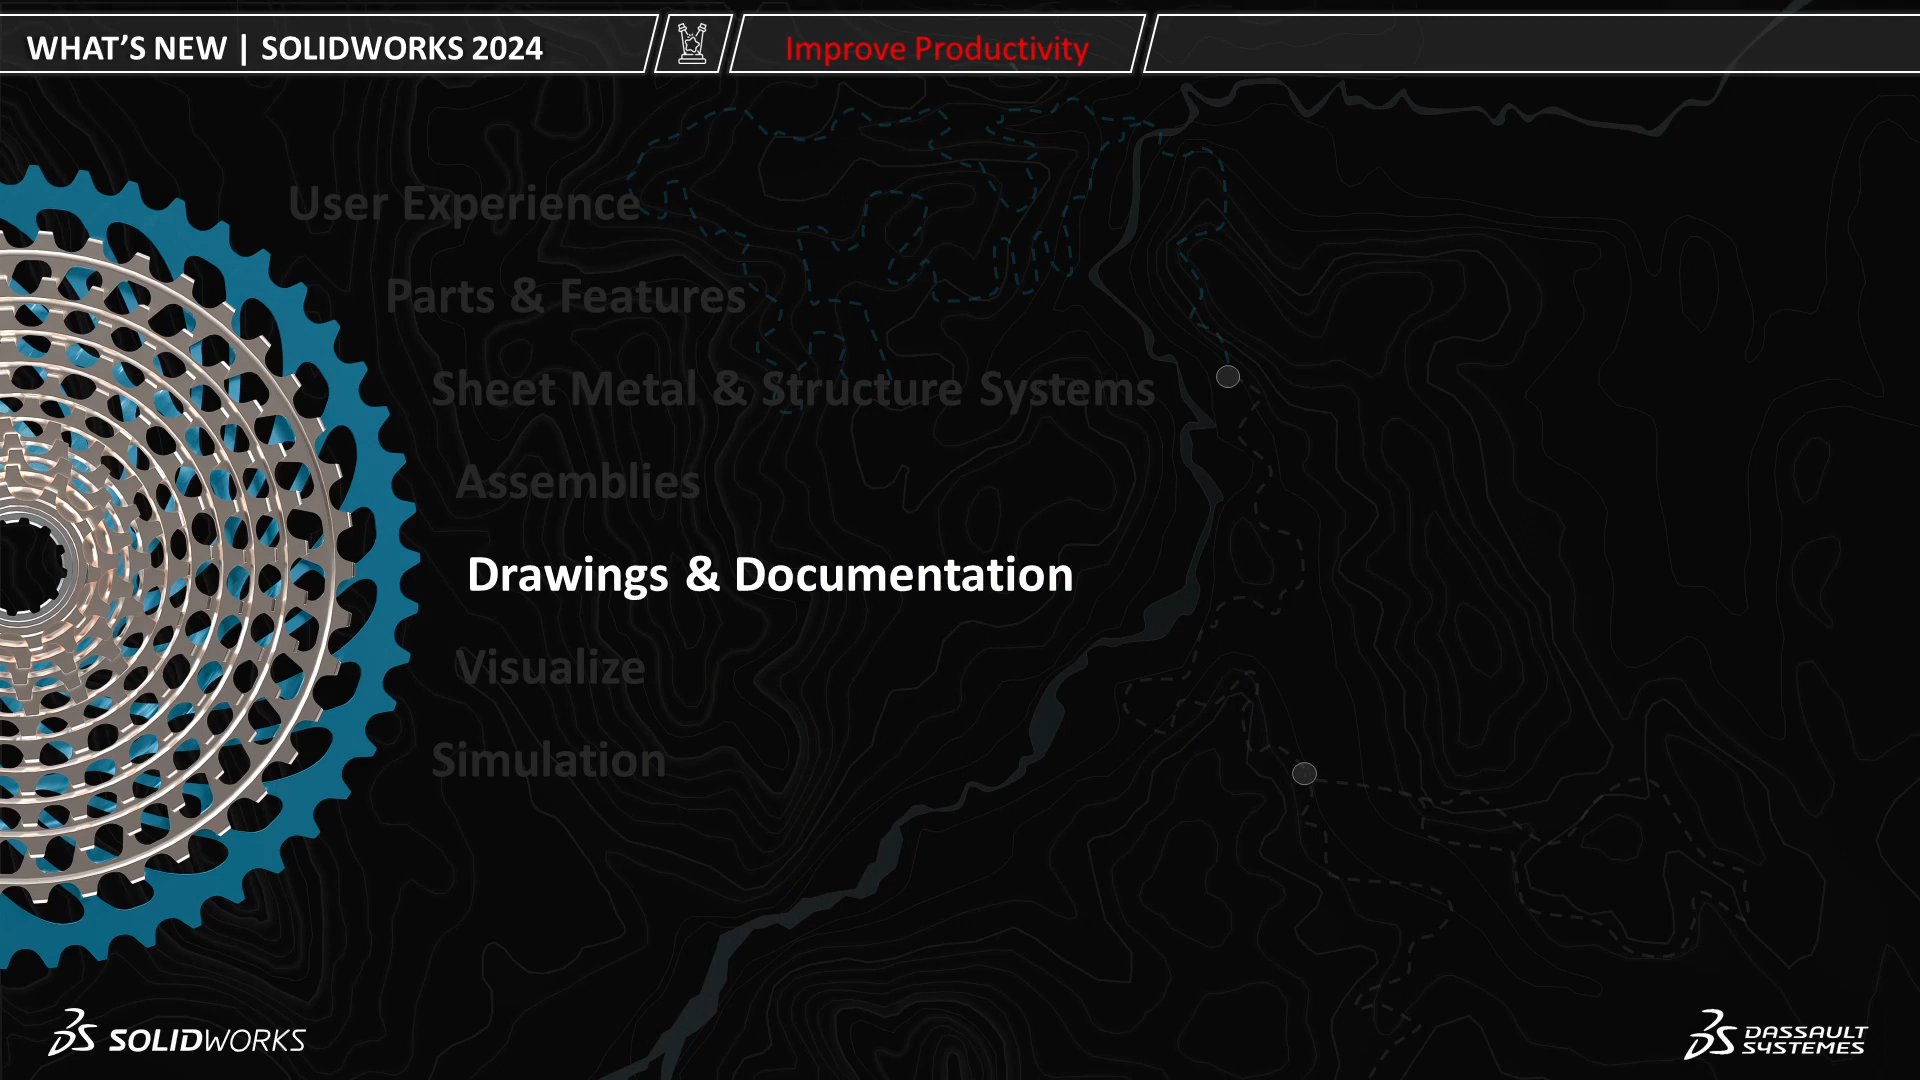 WHAT’S NEW | SOLIDWORKS 2024
Improve Productivity
User Experience
Parts & Features
Sheet Metal & Structure Systems
Assemblies
Drawings & Documentation
Visualize
Simulation
SOLIDWORKS
DASSAULT
SYSTEMES